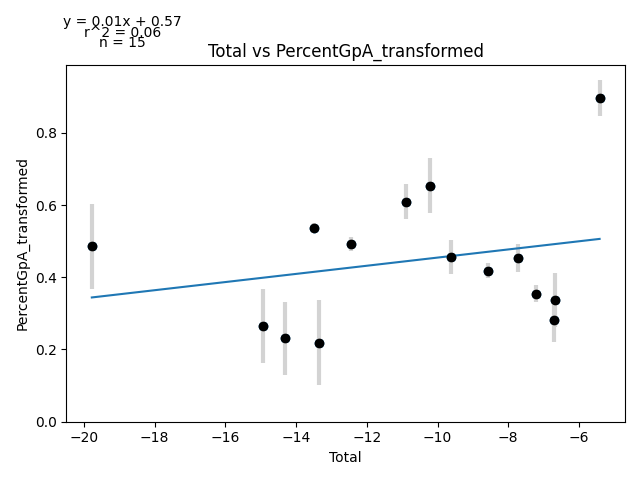 y = 0.01x + 0.57
r^2 = 0.06
n = 15
Total vs PercentGpA_transformed
PercentGpA_transformed
0.8
0.6
0.4
0.2
0.0
−20 −18 −16 −14 −12 −10 −8 −6
Total